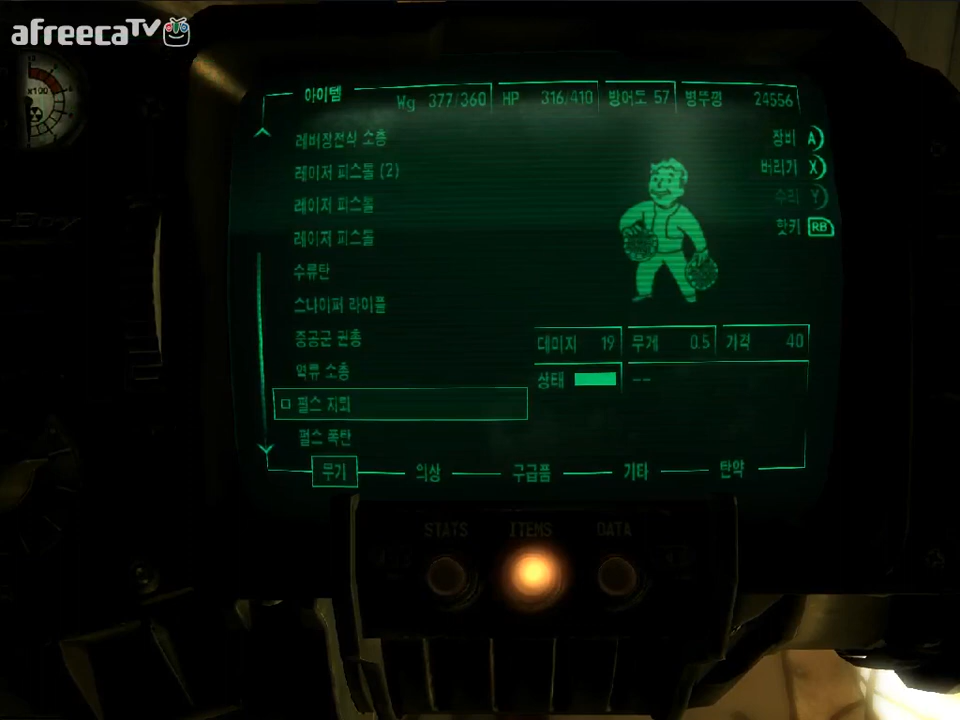 afreecaTV
x100
아이템 Wg 377/360 HP 316/410 방어도 57 병뚜껑 24556
레버장전식 소총
레이저 피스톨 (2)
레이저 피스톨
레이저 피스톨
수류탄
스나이퍼 라이플
중공군 권총
역류 소총
펄스 지뢰
펄스 폭탄
장비 A)
버리기 X)
수리 Y)
핫키 RB
데미지 19 무게 0.5 가격 40
상태 --
무기 의상 구급품 기타 탄약
STATS ITEMS DATA